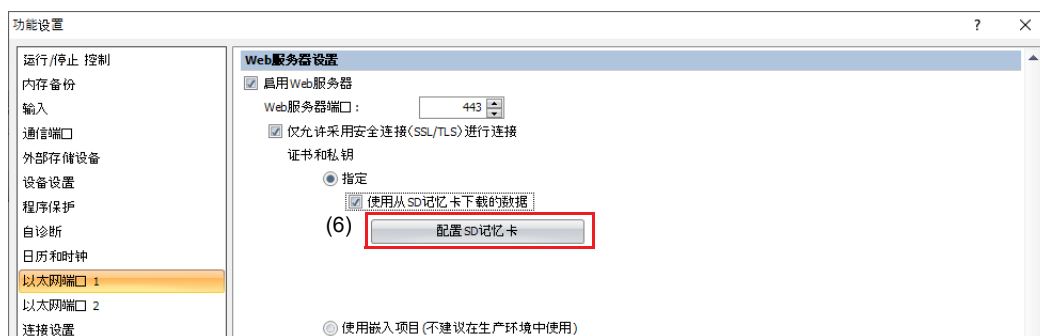 功能设置
? ×
运行/停止 控制
内存备份
输入
通信端口
外部存储设备
设备设置
程序保护
自诊断
日历和时钟
以太网端口 1
以太网端口 2
连接设置
Web服务器设置
启用Web服务器
Web服务器端口：
443
仅允许采用安全连接(SSL/TLS)进行连接
证书和私钥
指定
使用从SD记忆卡下载的数据
(6)
配置SD记忆卡
使用嵌入项目(不建议在生产环境中使用)